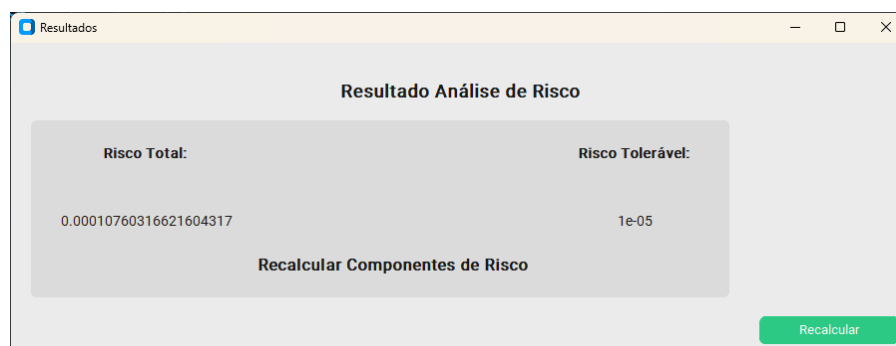 Resultados
Resultado Análise de Risco
Risco Total: Risco Tolerável:
0.00010760316621604317 1e-05
Recalcular Componentes de Risco
Recalcular